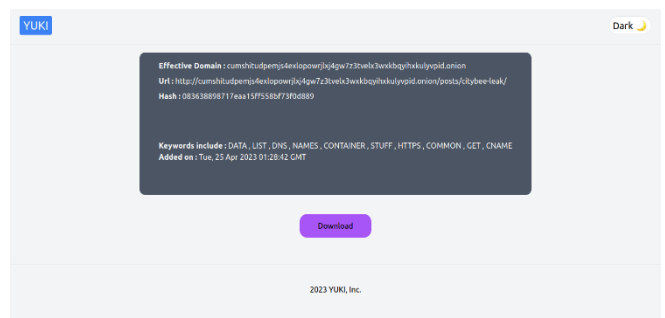 YUKI
Dark
Effective Domain : cumshitudpemjs4exlopowrjlxj4gw7z3tvelx3wxkbqyihxkulyvpid.onion
Url : http://cumshitudpemjs4exlopowrjlxj4gw7z3tvelx3wxkbqyihxkulyvpid.onion/posts/citybee-leak/
Hash : 083638898717eaa15ff558bf73f0d889
Keywords include : DATA , LIST , DNS , NAMES , CONTAINER , STUFF , HTTPS , COMMON , GET , CNAME
Added on : Tue, 25 Apr 2023 01:28:42 GMT
Download
2023 YUKI, Inc.